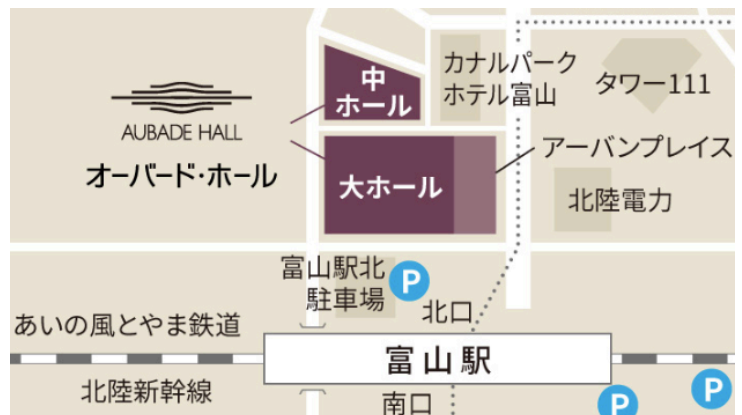 中
ホール
カナルパーク
ホテル富山
タワー111
AUBADE HALL
オーバード・ホール
アーバンプレイス
大ホール
北陸電力
富山駅北
駐車場
P
北口
あいの風とやま鉄道
富山駅
北陸新幹線
南口
P
P